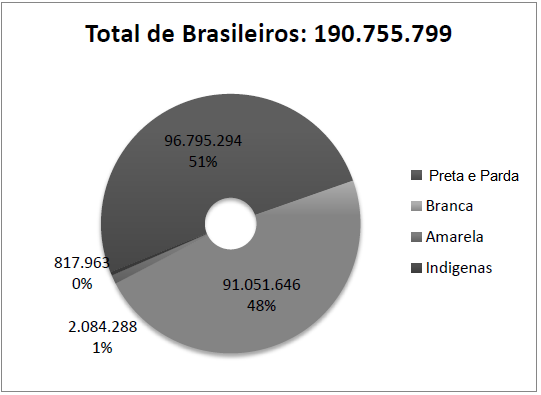 Total de Brasileiros: 190.755.799
96.795.294
51%
Preta e Parda
Branca
Amarela
Indigenas
817.963
0%
91.051.646
48%
2.084.288
1%